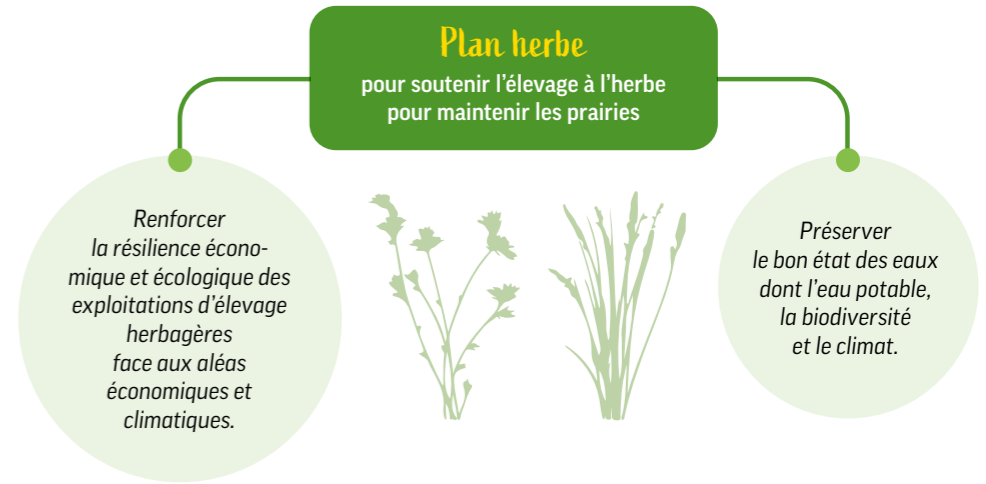 Plan herbe
pour soutenir l’élevage à l’herbe
pour maintenir les prairies
Renforcer
la résilience écono-
mique et écologique des
exploitations d’élevage
herbagères
face aux aléas
économiques et
climatiques.
Préserver
le bon état des eaux
dont l’eau potable,
la biodiversité
et le climat.